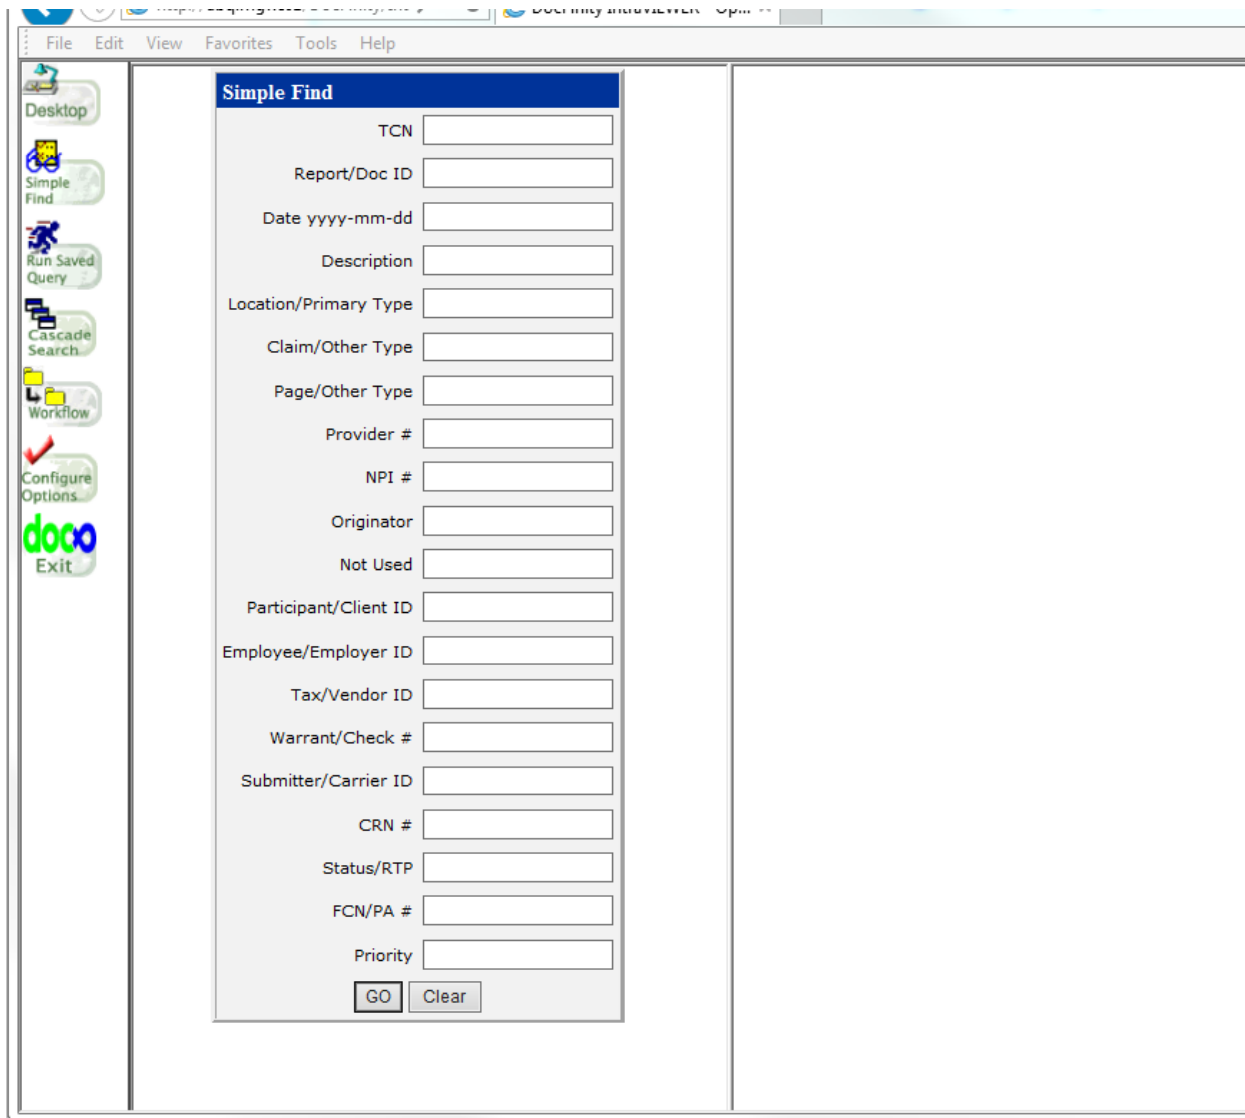 File Edit View Favorites Tools Help
Desktop
Simple
Find
Run Saved
Query
Cascade
Search
Workflow
Configure
Options
doc
Exit
Simple Find
TCN
Report/Doc ID
Date yyyy-mm-dd
Description
Location/Primary Type
Claim/Other Type
Page/Other Type
Provider #
NPI #
Originator
Not Used
Participant/Client ID
Employee/Employer ID
Tax/Vendor ID
Warrant/Check #
Submitter/Carrier ID
CRN #
Status/RTP
FCN/PA #
Priority
GO Clear